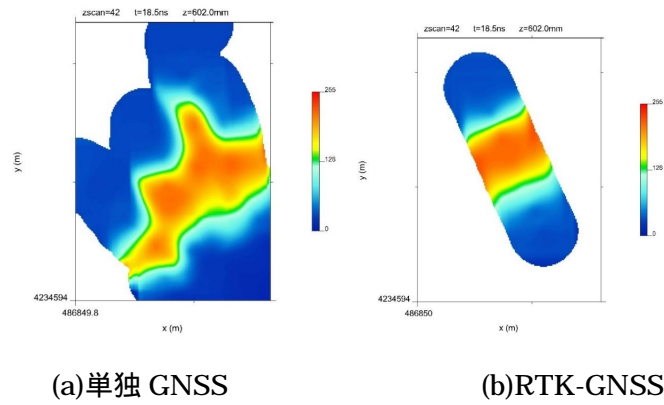 zscan=42 t=18.5ns z=602.0mm
255
128
0
y (m)
4234594
486849.8
x (m)
(a)単独 GNSS
zscan=42 t=18.5ns z=602.0mm
255
128
0
y (m)
4234594
486850
x (m)
(b)RTK-GNSS